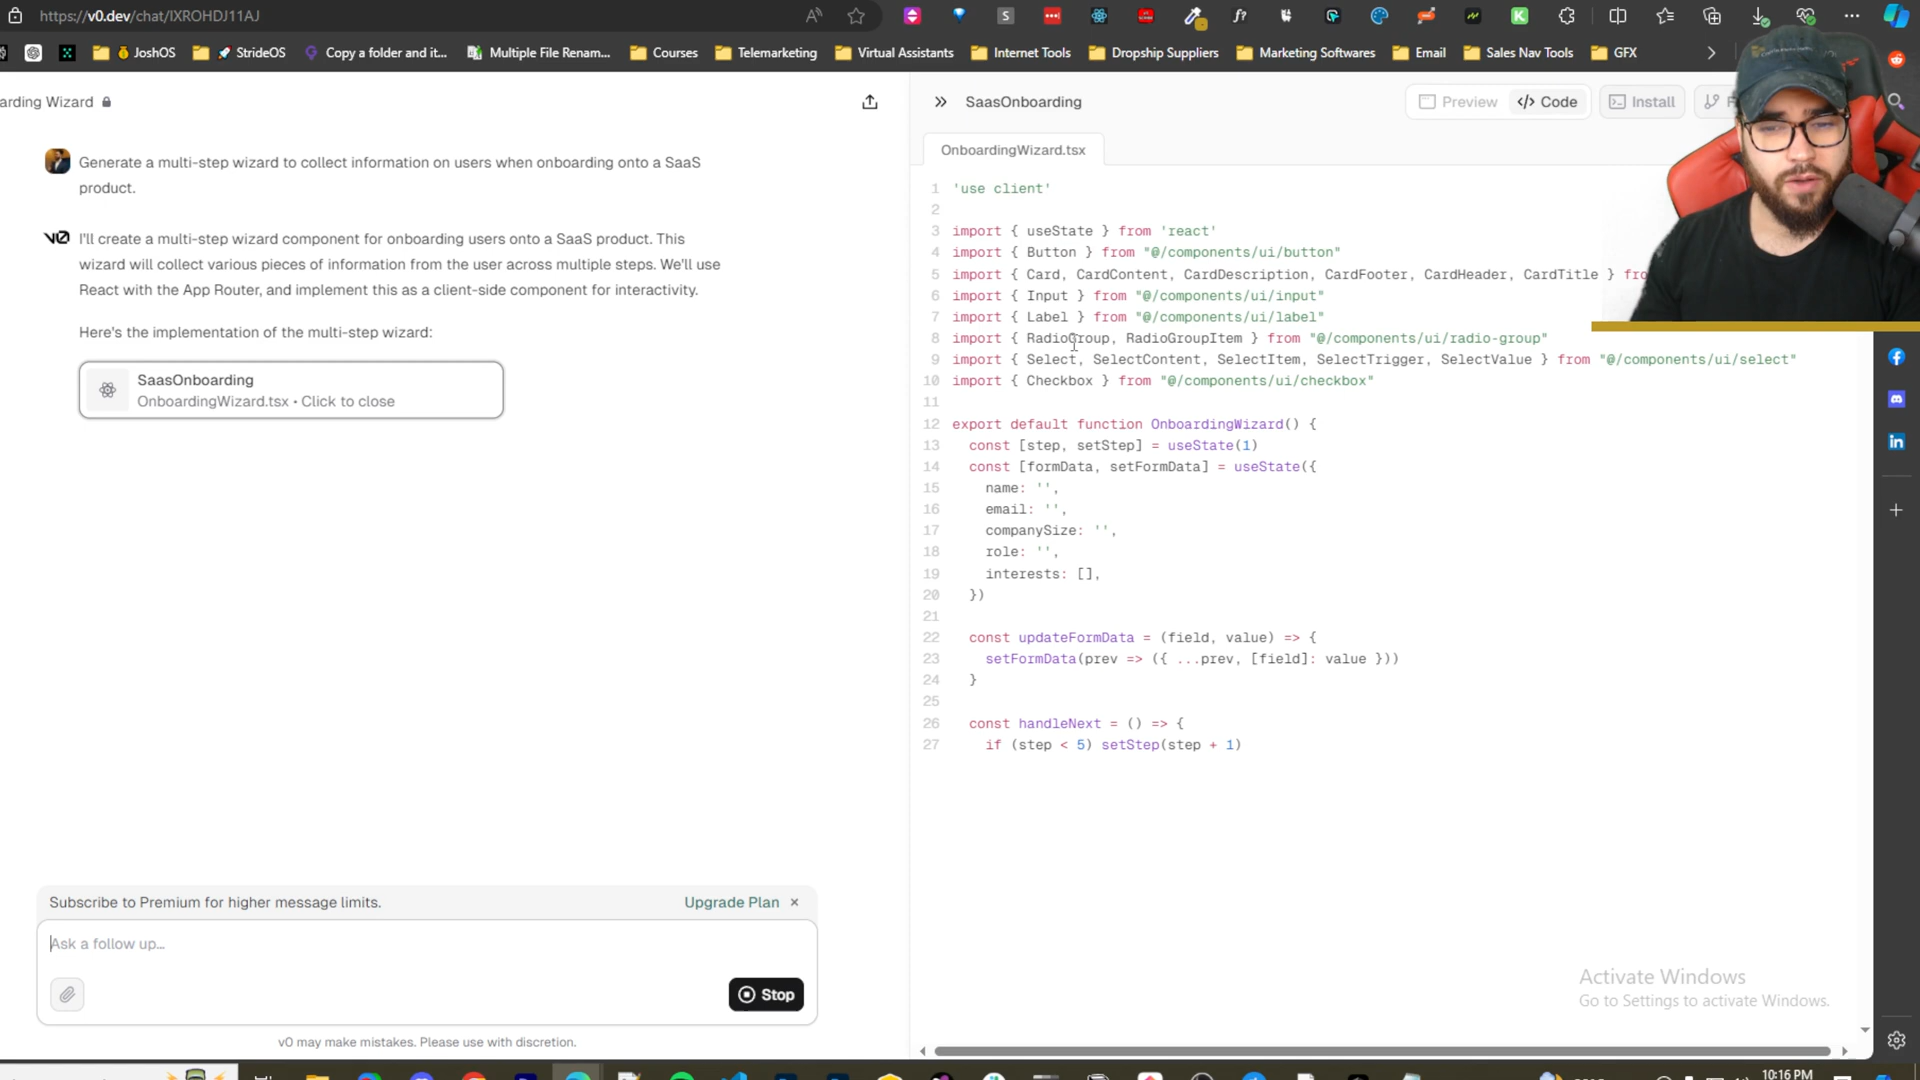 https://v0.dev/chat/IXROHDJ11AJ
JoshOS
StrideOS
Copy a folder and it...
Multiple File Renam...
Courses
Telemarketing
Virtual Assistants
Internet Tools
Dropship Suppliers
Marketing Softwares
Email
Sales Nav Tools
GFX
arding Wizard
Generate a multi-step wizard to collect information on users when onboarding onto a SaaS
product.
v0
I'll create a multi-step wizard component for onboarding users onto a SaaS product. This
wizard will collect various pieces of information from the user across multiple steps. We'll use
React with the App Router, and implement this as a client-side component for interactivity.
Here's the implementation of the multi-step wizard:
SaasOnboarding
OnboardingWizard.tsx • Click to close
Subscribe to Premium for higher message limits.
Upgrade Plan
Ask a follow up...
Stop
v0 may make mistakes. Please use with discretion.
SaasOnboarding
Preview
Code
Install
OnboardingWizard.tsx
1 'use client'
2
3 import { useState } from 'react'
4 import { Button } from "@/components/ui/button"
5 import { Card, CardContent, CardDescription, CardFooter, CardHeader, CardTitle } fro
6 import { Input } from "@/components/ui/input"
7 import { Label } from "@/components/ui/label"
8 import { RadioGroup, RadioGroupItem } from "@/components/ui/radio-group"
9 import { Select, SelectContent, SelectItem, SelectTrigger, SelectValue } from "@/components/ui/select"
10 import { Checkbox } from "@/components/ui/checkbox"
11
12 export default function OnboardingWizard() {
13 const [step, setStep] = useState(1)
14 const [formData, setFormData] = useState({
15 name: '',
16 email: '',
17 companySize: '',
18 role: '',
19 interests: [],
20 })
21
22 const updateFormData = (field, value) => {
23 setFormData(prev => ({ ...prev, [field]: value }))
24 }
25
26 const handleNext = () => {
27 if (step < 5) setStep(step + 1)
Activate Windows
Go to Settings to activate Windows.
10:16 PM